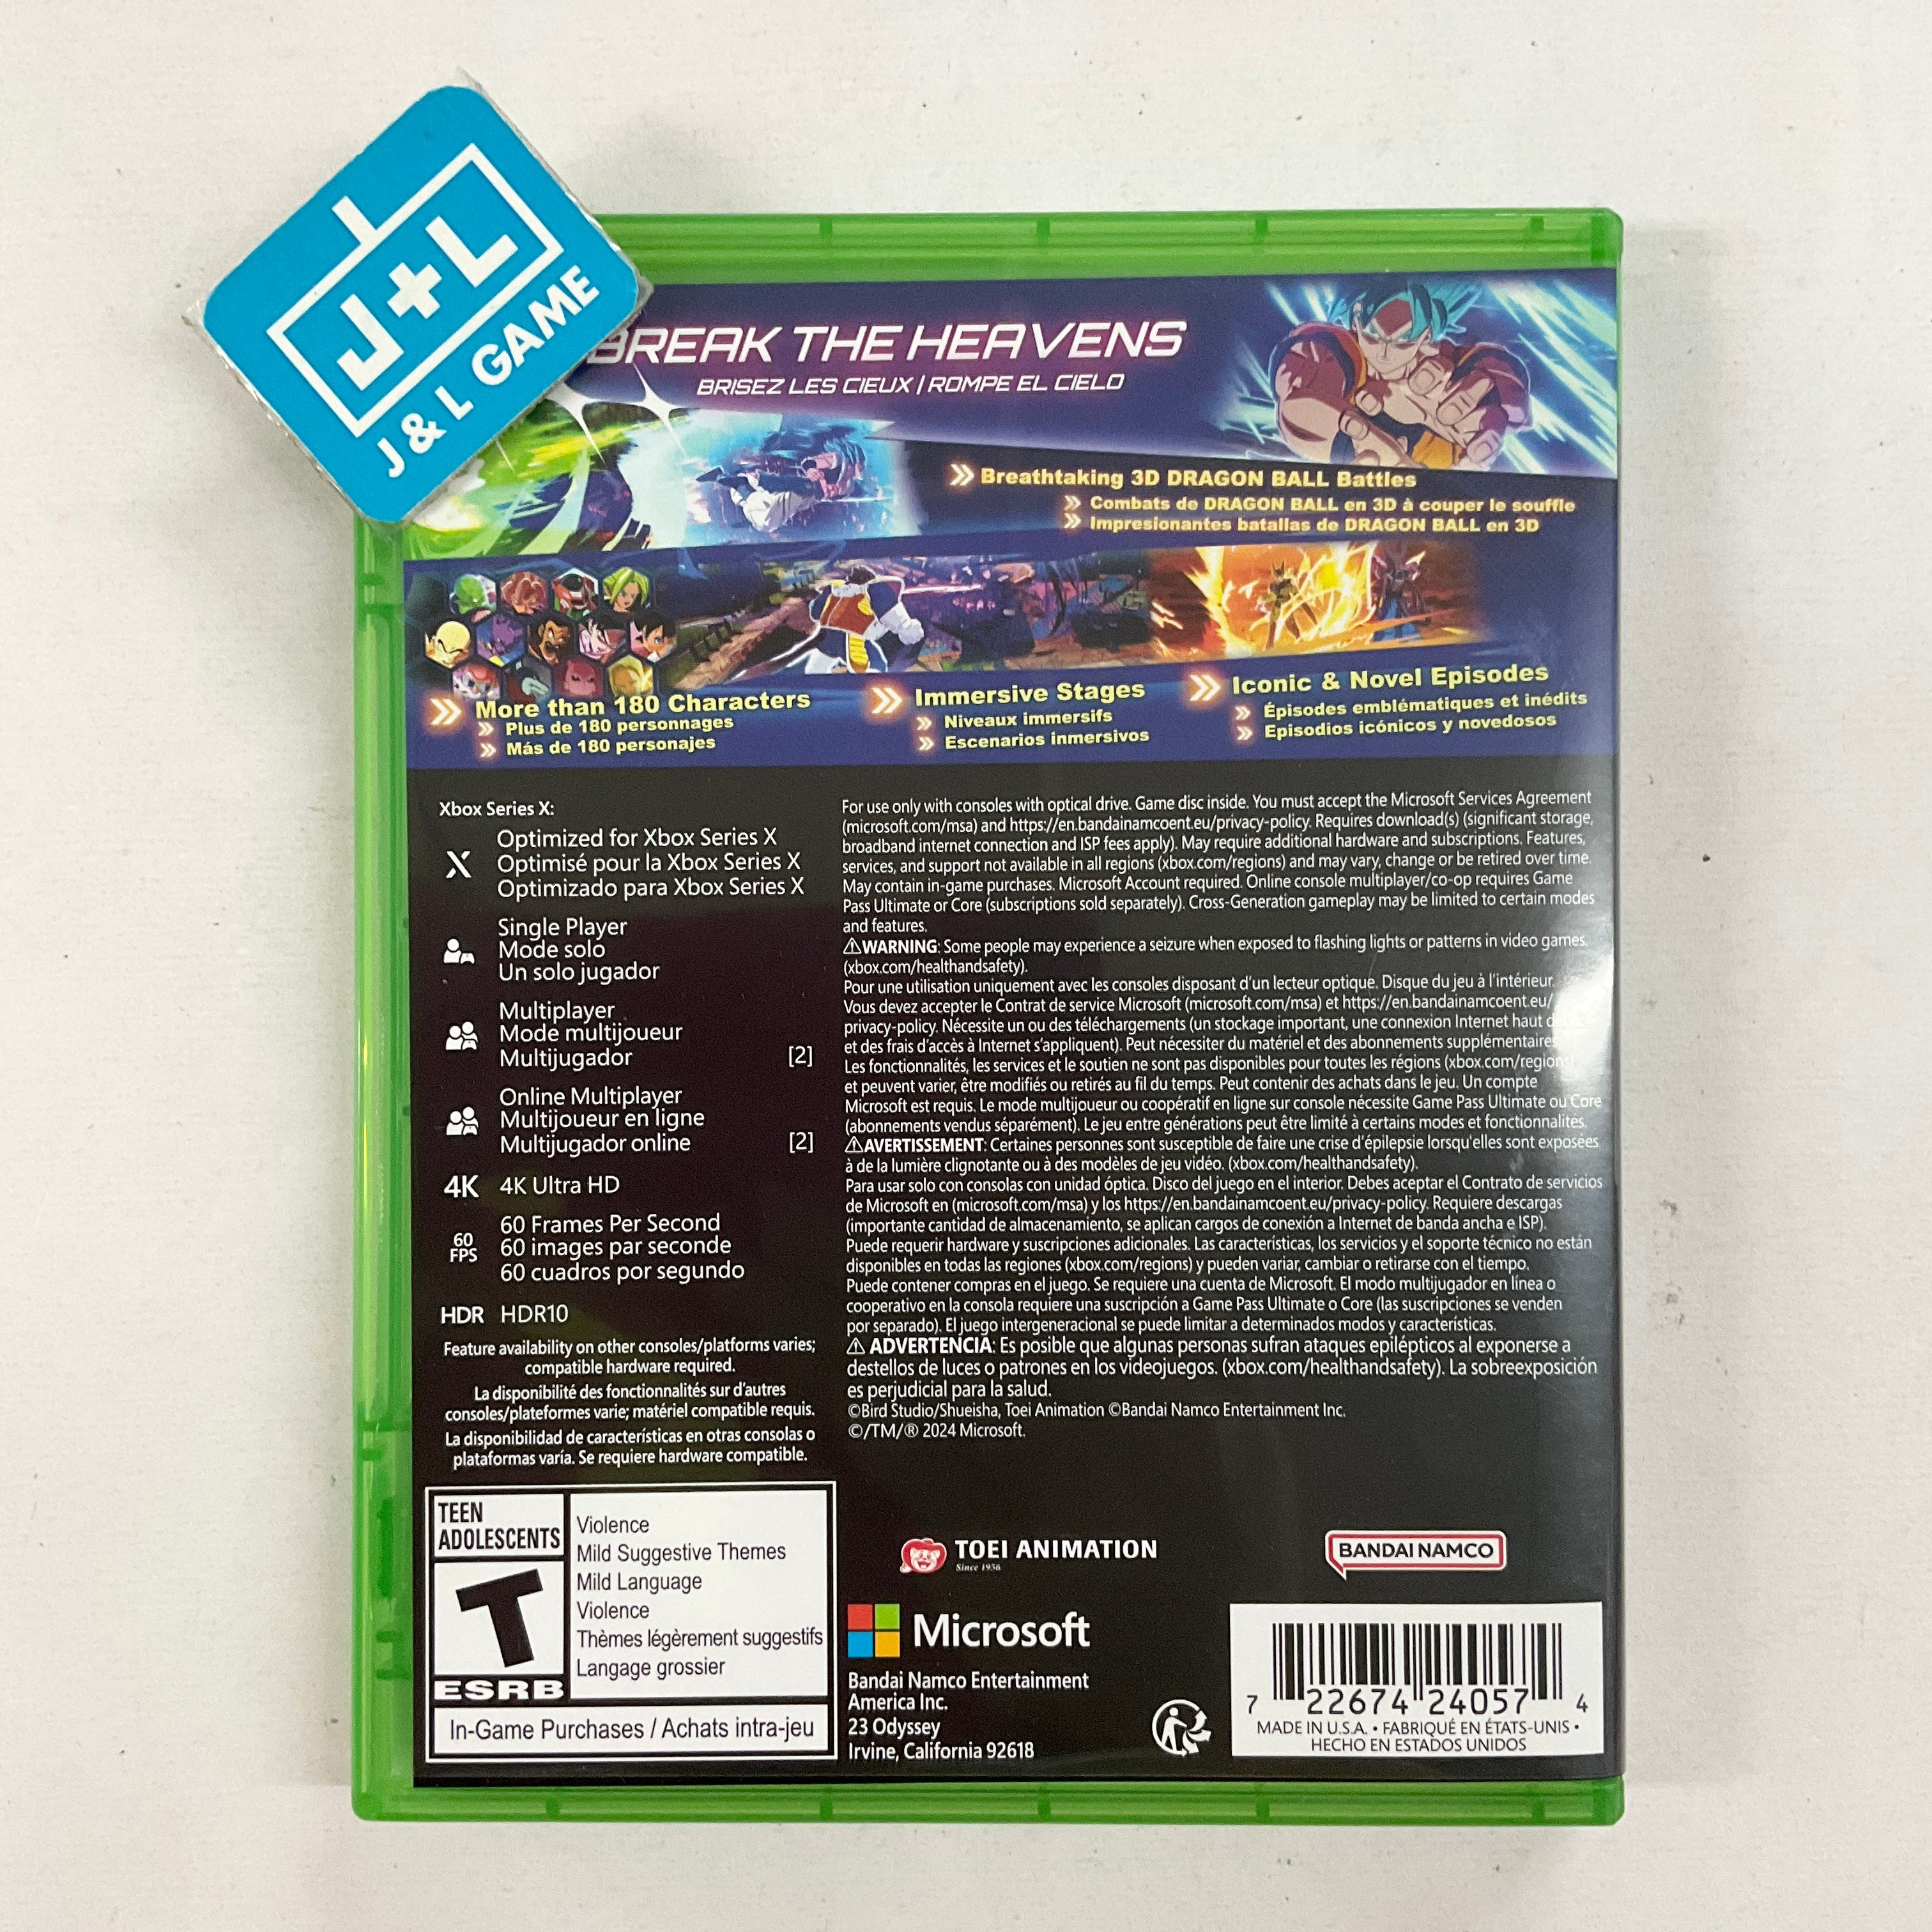 J+L
J & L GAME
BREAK THE HEAVENS
BRISEZ LES CIEUX / ROMPE EL CIELO
Breathtaking 3D DRAGON BALL Battles
Combats de DRAGON BALL en 3D à couper le souffle
Impresionantes batallas de DRAGON BALL en 3D
More than 180 Characters
Plus de 180 personnages
Más de 180 personajes
Immersive Stages
Niveaux immersifs
Escenarios inmersivos
Iconic & Novel Episodes
Épisodes emblématiques et inédits
Episodios icónicos y novedosos
Xbox Series X:
X
Optimized for Xbox Series X
Optimisé pour la Xbox Series X
Optimizado para Xbox Series X
Single Player
Mode solo
Un solo jugador
Multiplayer
Mode multijoueur
Multijugador [2]
Online Multiplayer
Multijoueur en ligne
Multijugador online [2]
4K 4K Ultra HD
60 FPS
60 Frames Per Second
60 images par seconde
60 cuadros por segundo
HDR HDR10
Feature availability on other consoles/platforms varies;
compatible hardware required.
La disponibilité des fonctionnalités sur d'autres
consoles/plateformes varie; matériel compatible requis.
La disponibilidad de características en otras consolas o
plataformas varía. Se requiere hardware compatible.
For use only with consoles with optical drive. Game disc inside. You must accept the Microsoft Services Agreement
(microsoft.com/msa) and https://en.bandainamcoent.eu/privacy-policy. Requires download(s) (significant storage,
broadband internet connection and ISP fees apply). May require additional hardware and subscriptions. Features,
services, and support not available in all regions (xbox.com/regions) and may vary, change or be retired over time.
May contain in-game purchases. Microsoft Account required. Online console multiplayer/co-op requires Game
Pass Ultimate or Core (subscriptions sold separately). Cross-Generation gameplay may be limited to certain modes
and features.
⚠WARNING: Some people may experience a seizure when exposed to flashing lights or patterns in video games.
(xbox.com/healthandsafety).
Pour une utilisation uniquement avec les consoles disposant d'un lecteur optique. Disque du jeu à l'intérieur.
Vous devez accepter le Contrat de service Microsoft (microsoft.com/msa) et https://en.bandainamcoent.eu/
privacy-policy. Nécessite un ou des téléchargements (un stockage important, une connexion Internet haut
et des frais d'accès à Internet s'appliquent). Peut nécessiter du matériel et des abonnements supplémentaires
Les fonctionnalités, les services et le soutien ne sont pas disponibles pour toutes les régions (xbox.com/regions)
et peuvent varier, être modifiés ou retirés au fil du temps. Peut contenir des achats dans le jeu. Un compte
Microsoft est requis. Le mode multijoueur ou coopératif en ligne sur console nécessite Game Pass Ultimate ou Core
(abonnements vendus séparément). Le jeu entre générations peut être limité à certains modes et fonctionnalités.
⚠AVERTISSEMENT: Certaines personnes sont susceptible de faire une crise d'épilepsie lorsqu'elles sont exposées
à de la lumière clignotante ou à des modèles de jeu vidéo. (xbox.com/healthandsafety).
Para usar solo con consolas con unidad óptica. Disco del juego en el interior. Debes aceptar el Contrato de servicios
de Microsoft en (microsoft.com/msa) y los https://en.bandainamcoent.eu/privacy-policy. Requiere descargas
(importante cantidad de almacenamiento, se aplican cargos de conexión a Internet de banda ancha e ISP).
Puede requerir hardware y suscripciones adicionales. Las características, los servicios y el soporte técnico no están
disponibles en todas las regiones (xbox.com/regions) y pueden variar, cambiar o retirarse con el tiempo.
Puede contener compras en el juego. Se requiere una cuenta de Microsoft. El modo multijugador en línea o
cooperativo en la consola requiere una suscripción a Game Pass Ultimate o Core (las suscripciones se venden
por separado). El juego intergeneracional se puede limitar a determinados modos y características.
⚠ ADVERTENCIA: Es posible que algunas personas sufran ataques epilépticos al exponerse a
destellos de luces o patrones en los videojuegos. (xbox.com/healthandsafety). La sobreexposición
es perjudicial para la salud.
©Bird Studio/Shueisha, Toei Animation ©Bandai Namco Entertainment Inc.
©/TM/® 2024 Microsoft.
TEEN
ADOLESCENTS
T
ESRB
Violence
Mild Suggestive Themes
Mild Language
Violence
Thèmes légèrement suggestifs
Langage grossier
In-Game Purchases / Achats intra-jeu
TOEI ANIMATION
Since 1956
BANDAI NAMCO
Microsoft
Bandai Namco Entertainment
America Inc.
23 Odyssey
Irvine, California 92618
7 22674 24057 4
MADE IN U.S.A. • FABRIQUÉ EN ÉTATS-UNIS •
HECHO EN ESTADOS UNIDOS